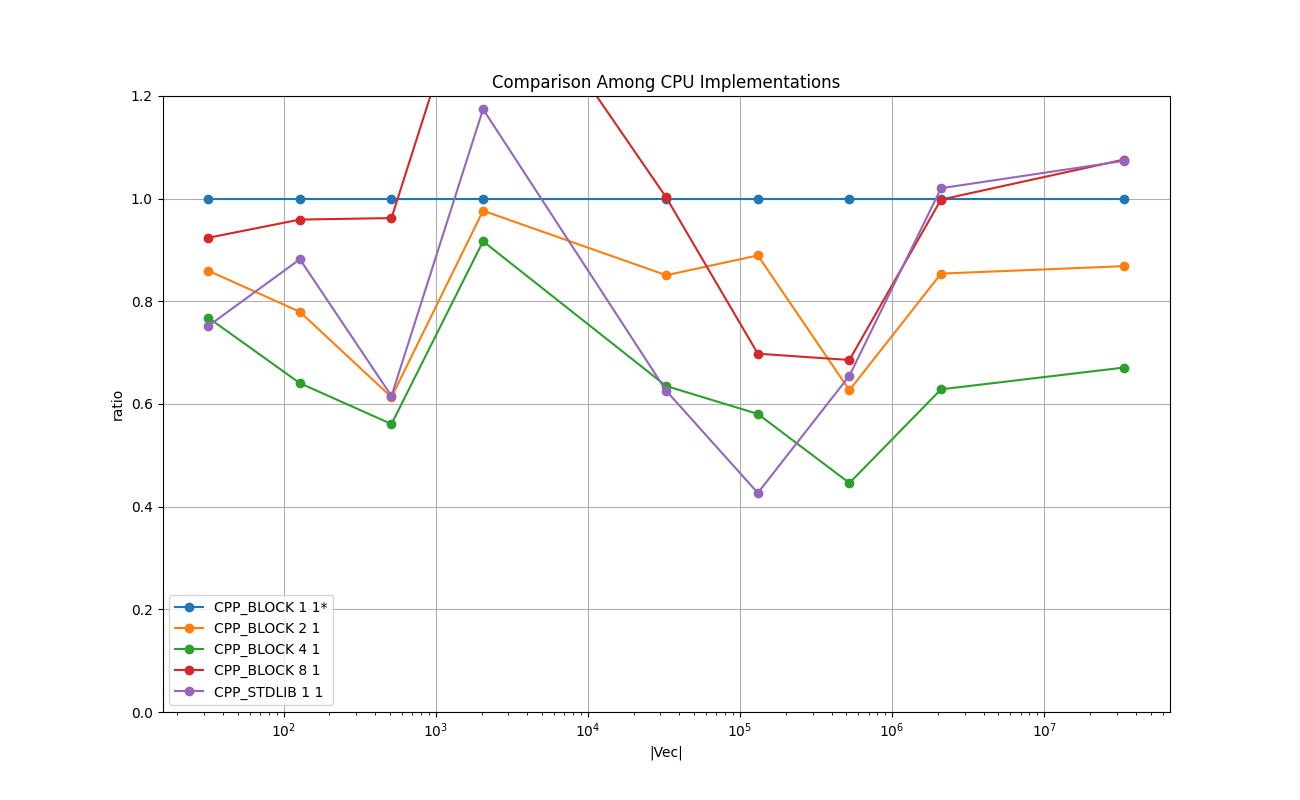 Comparison Among CPU Implementations
1.2
1.0
0.8
0.6
0.4
0.2
0.0
ratio
CPP_BLOCK 1 1*
CPP_BLOCK 2 1
CPP_BLOCK 4 1
CPP_BLOCK 8 1
CPP_STDLIB 1 1
10² 10³ 10⁴ 10⁵ 10⁶ 10⁷
|Vec|